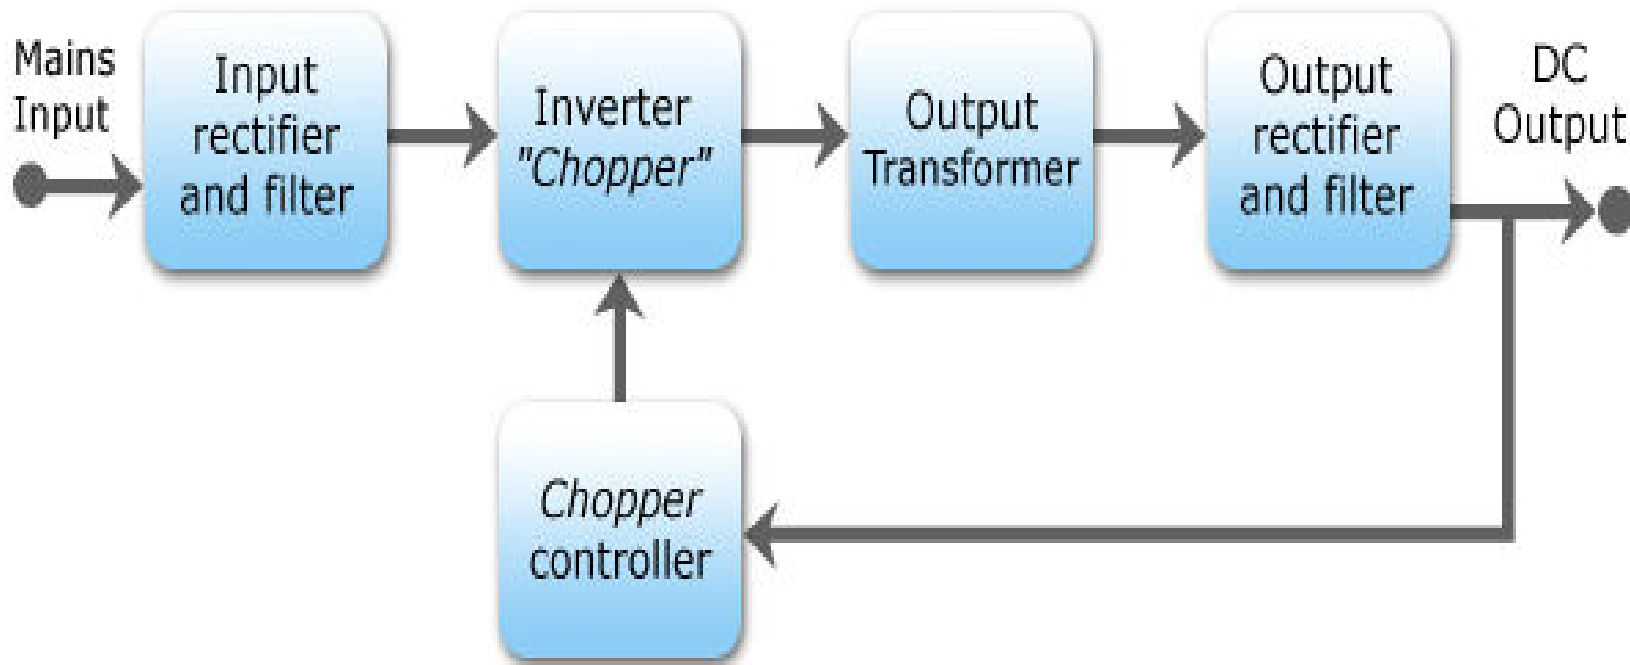 Mains
Input
Input
rectifier
and filter
Inverter
"Chopper"
Output
Transformer
Output
rectifier
and filter
DC
Output
Chopper
controller